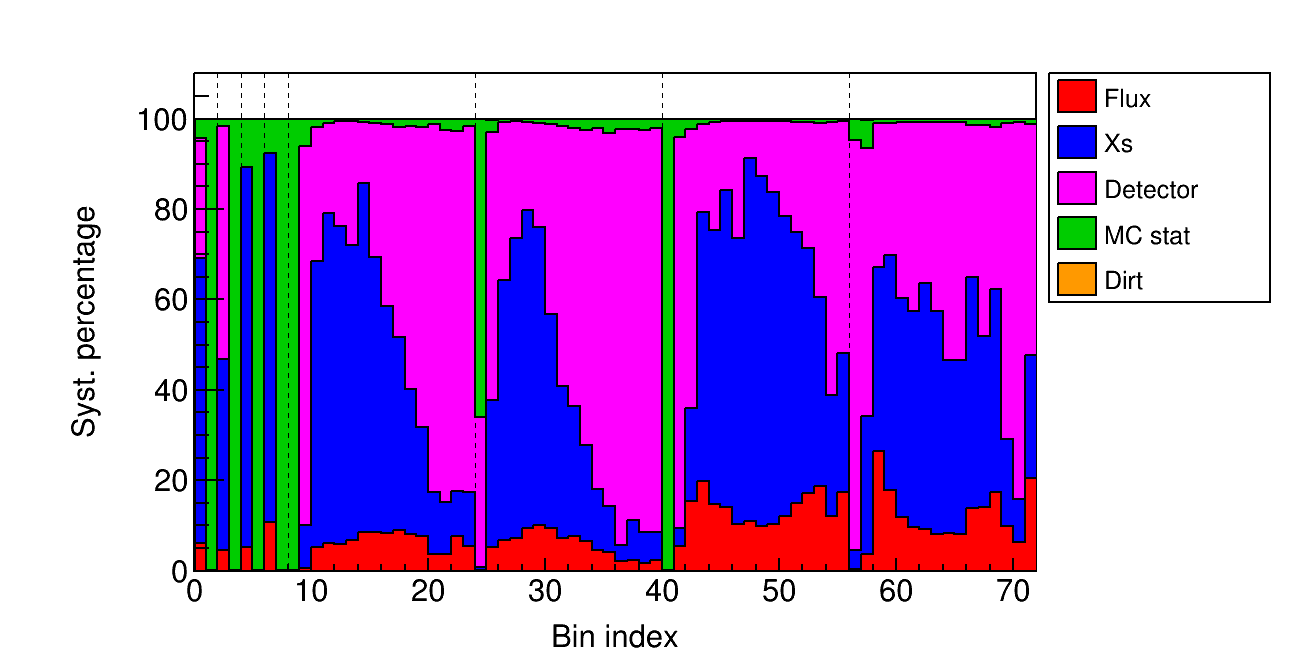 Syst. percentage
100
80
60
40
20
0
0 10 20 30 40 50 60 70
Bin index
Flux
Xs
Detector
MC stat
Dirt